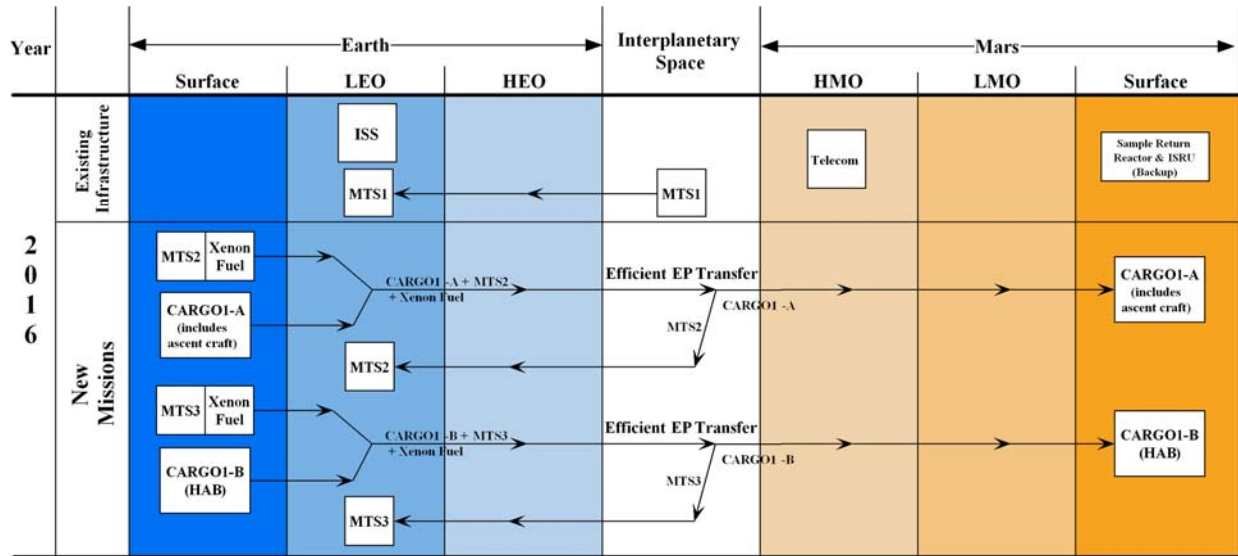 Year
Earth
Interplanetary
Space
Mars
Surface
LEO
HEO
HMO
LMO
Surface
Existing
Infrastructure
ISS
Telecom
Sample Return
Reactor & ISRU
(Backup)
MTS1
MTS1
2
0
1
6
New
Missions
MTS2
Xenon
Fuel
CARGO1-A
(includes
ascent craft)
CARGO1 -A + MTS2
+ Xenon Fuel
Efficient EP Transfer
CARGO1 -A
MTS2
CARGO1-A
(includes
ascent craft)
MTS2
MTS3
Xenon
Fuel
CARGO1-B
(HAB)
CARGO1 -B + MTS3
+ Xenon Fuel
Efficient EP Transfer
CARGO1 -B
MTS3
CARGO1-B
(HAB)
MTS3